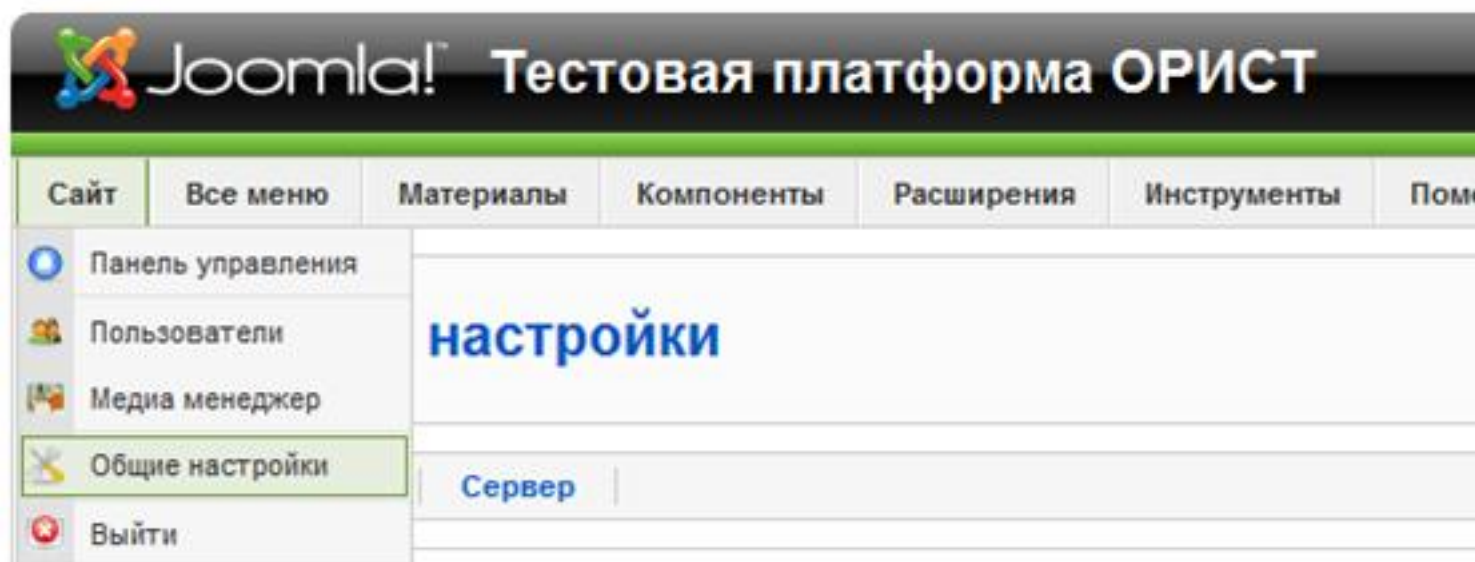 Joomla!™ Тестовая платформа ОРИСТ
Сайт Все меню Материалы Компоненты Расширения Инструменты
Панель управления
Пользователи
настройки
Медиа менеджер
Общие настройки
Сервер
Выйти